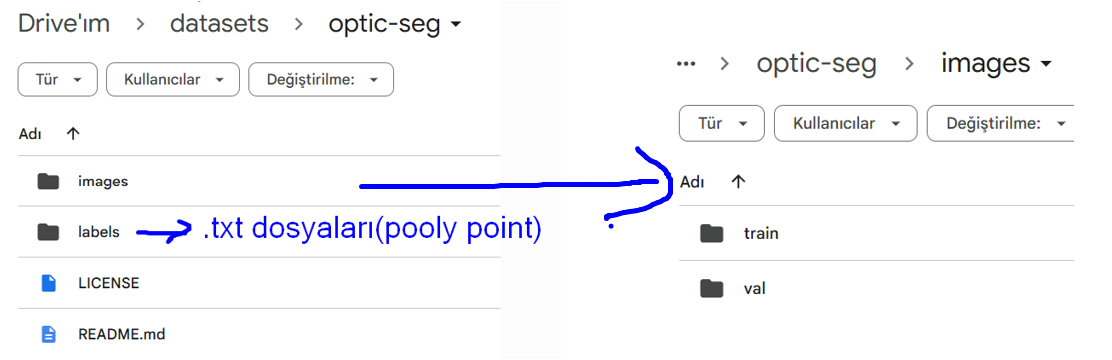 Drive'ım > datasets > optic-seg
Tür Kullanıcılar Değiştirilme:
Adı
images
labels
.txt dosyaları(pooly point)
LICENSE
README.md
... > optic-seg > images
Tür Kullanıcılar Değiştirilme:
Adı
train
val